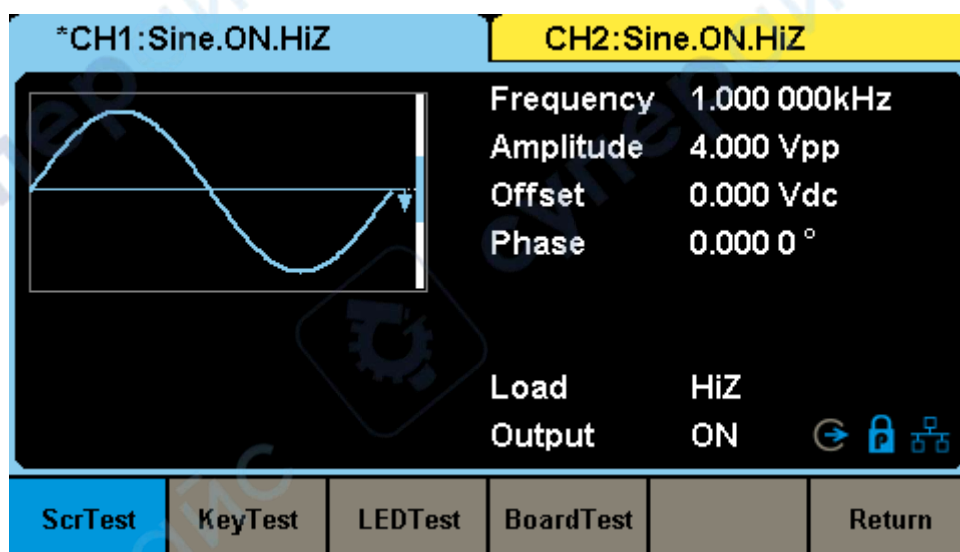 *CH1:Sine.ON.HiZ
CH2:Sine.ON.HiZ
Frequency 1.000 000kHz
Amplitude 4.000 Vpp
Offset 0.000 Vdc
Phase 0.000 0 °
Load HiZ
Output ON
ScrTest KeyTest LEDTest BoardTest Return